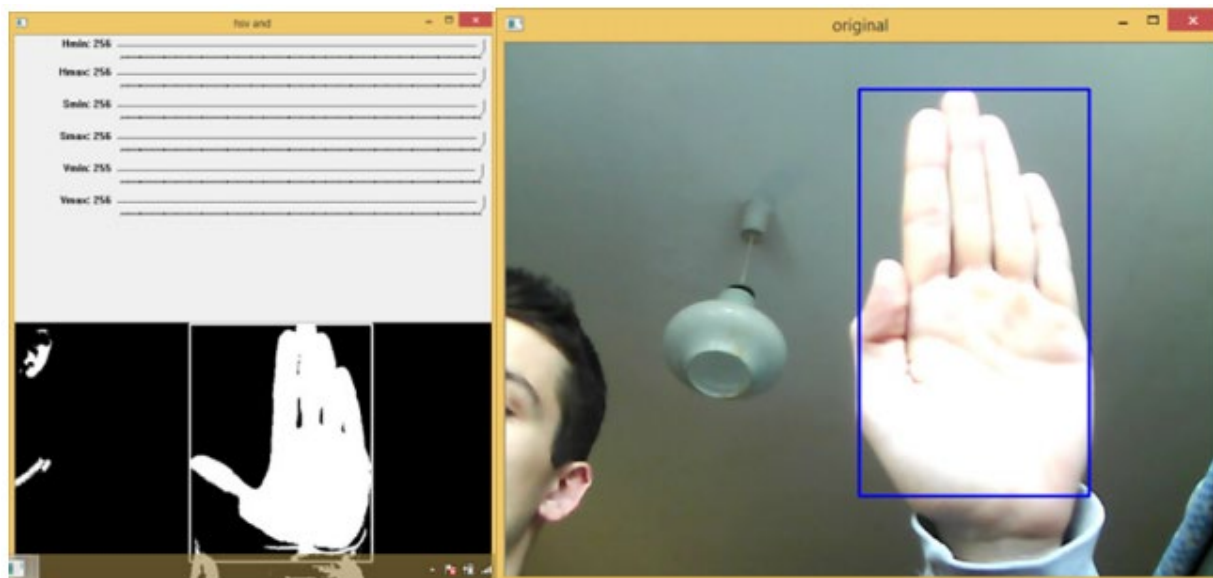 hsv and
Hmin: 256
Hmax: 256
Smin: 256
Smax: 256
Vmin: 255
Vmax: 256
original